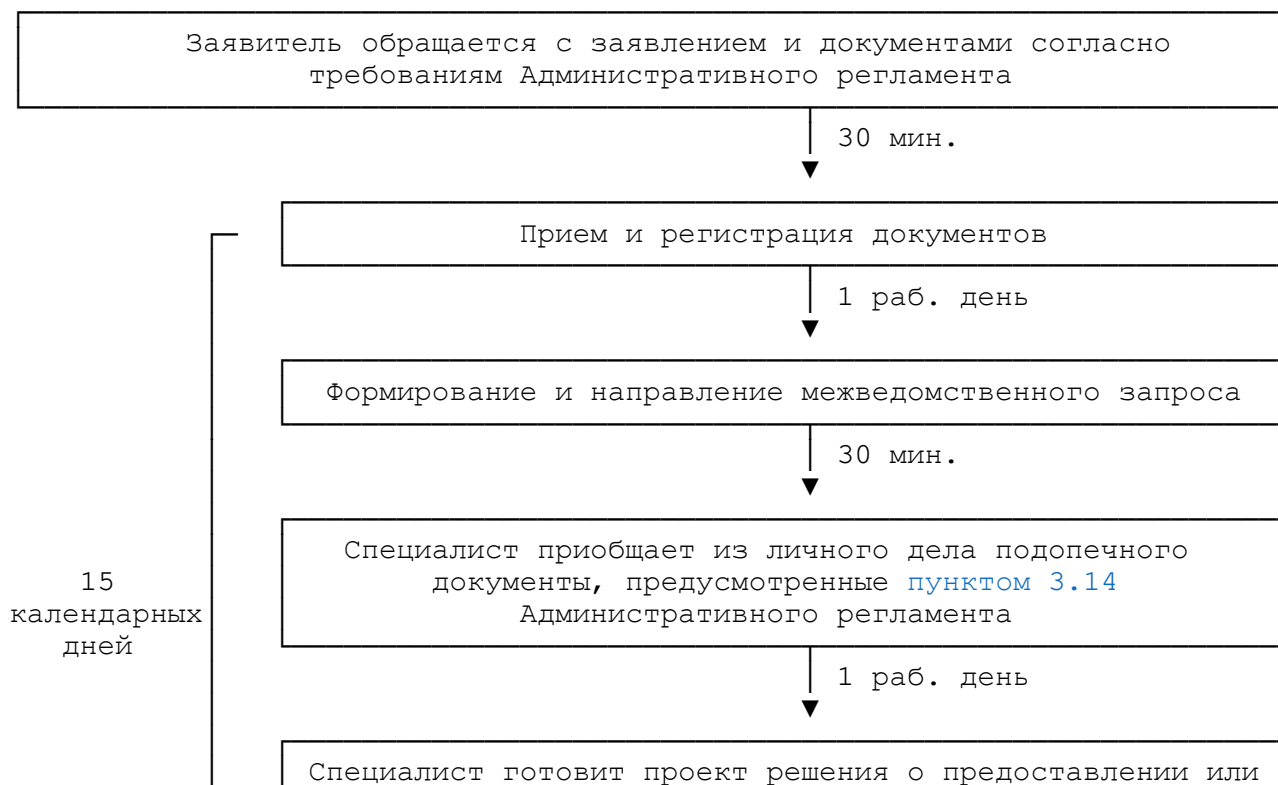 Заявитель обращается с заявлением и документами согласно
требованиям Административного регламента
30 мин.
Прием и регистрация документов
1 раб. день
Формирование и направление межведомственного запроса
30 мин.
Специалист приобщает из личного дела подопечного
документы, предусмотренные пунктом 3.14
Административного регламента
15
календарных
дней
1 раб. день
Специалист готовит проект решения о предоставлении или